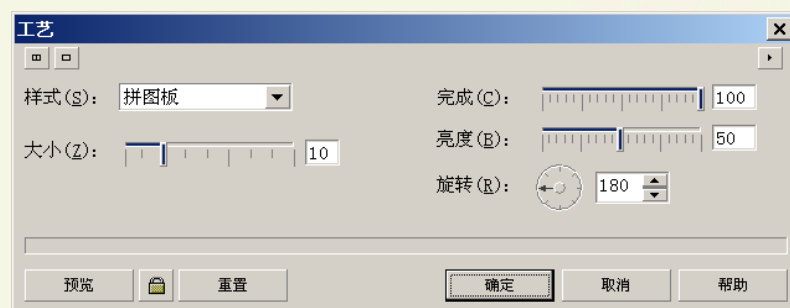 工艺
样式(S): 拼图板
完成(C): 100
大小(Z): 10
亮度(B): 50
旋转(R): 180
预览 重置 确定 取消 帮助